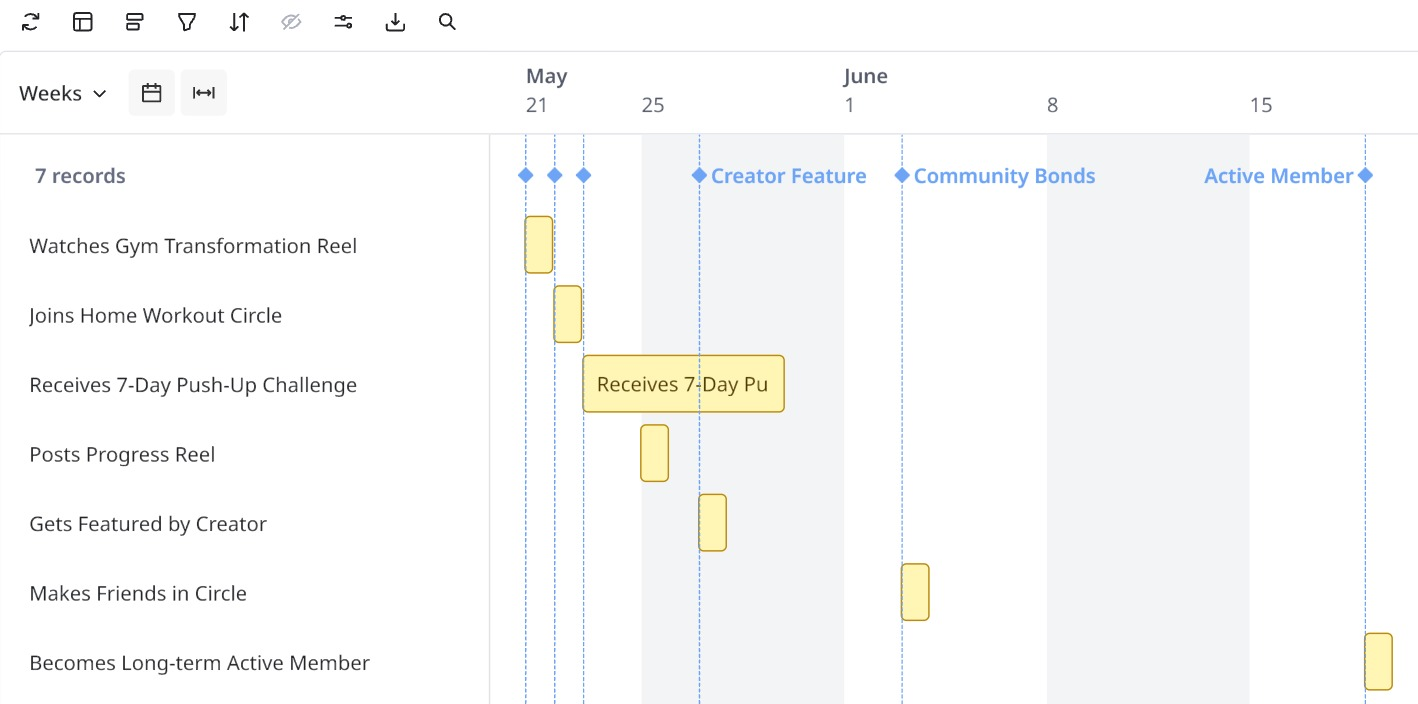 May
June
Weeks
21
25
1
8
15
7 records
Creator Feature
Community Bonds
Active Member
Watches Gym Transformation Reel
Joins Home Workout Circle
Receives 7-Day Push-Up Challenge
Receives 7-Day Pu
Posts Progress Reel
Gets Featured by Creator
Makes Friends in Circle
Becomes Long-term Active Member